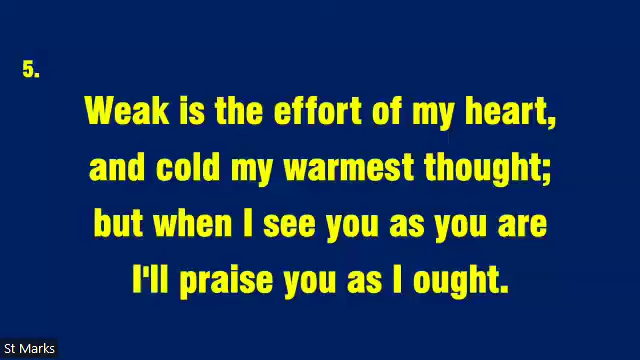 5.
Weak is the effort of my heart,
and cold my warmest thought;
but when I see you as you are
I'll praise you as I ought.
St Marks